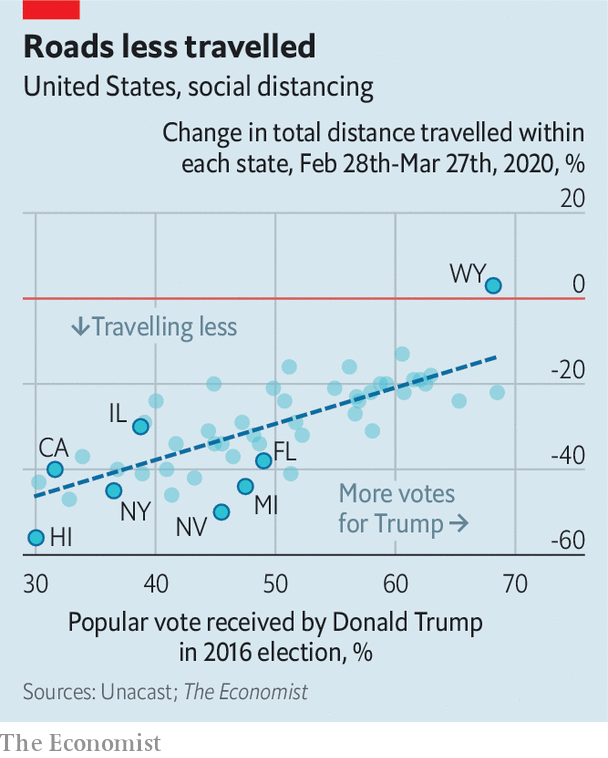 Roads less travelled
United States, social distancing
Change in total distance travelled within
each state, Feb 28th-Mar 27th, 2020, %
20
WY
0
↓Travelling less
-20
IL
CA
FL
-40
NY
NV
MI
More votes
for Trump →
HI
-60
30 40 50 60 70
Popular vote received by Donald Trump
in 2016 election, %
Sources: Unacast; The Economist
The Economist